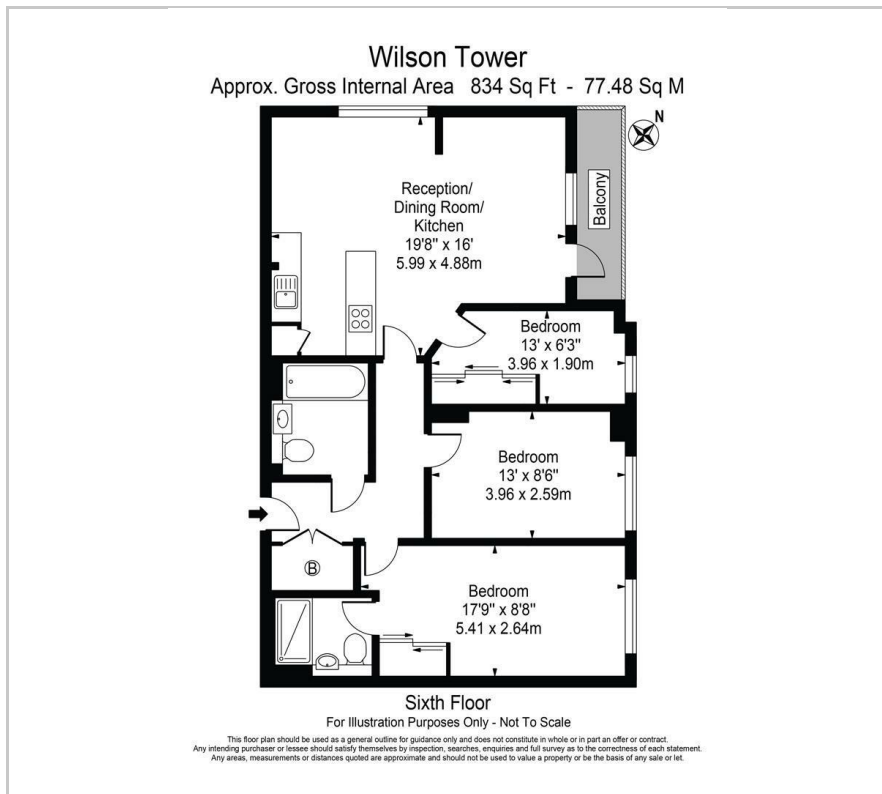 Wilson Tower
Approx. Gross Internal Area 834 Sq Ft - 77.48 Sq M
N
Balcony
Reception/
Dining Room/
Kitchen
19'8" x 16'
5.99 x 4.88m
Bedroom
13' x 6'3"
3.96 x 1.90m
Bedroom
13' x 8'6"
3.96 x 2.59m
B
Bedroom
17'9" x 8'8"
5.41 x 2.64m
Sixth Floor
For Illustration Purposes Only - Not To Scale
This floor plan should be used as a general outline for guidance only and does not constitute in whole or in part an offer or contract.
Any intending purchaser or lessee should satisfy themselves by inspection, searches, enquiries and full survey as to the correctness of each statement.
Any areas, measurements or distances quoted are approximate and should not be used to value a property or be the basis of any sale or let.